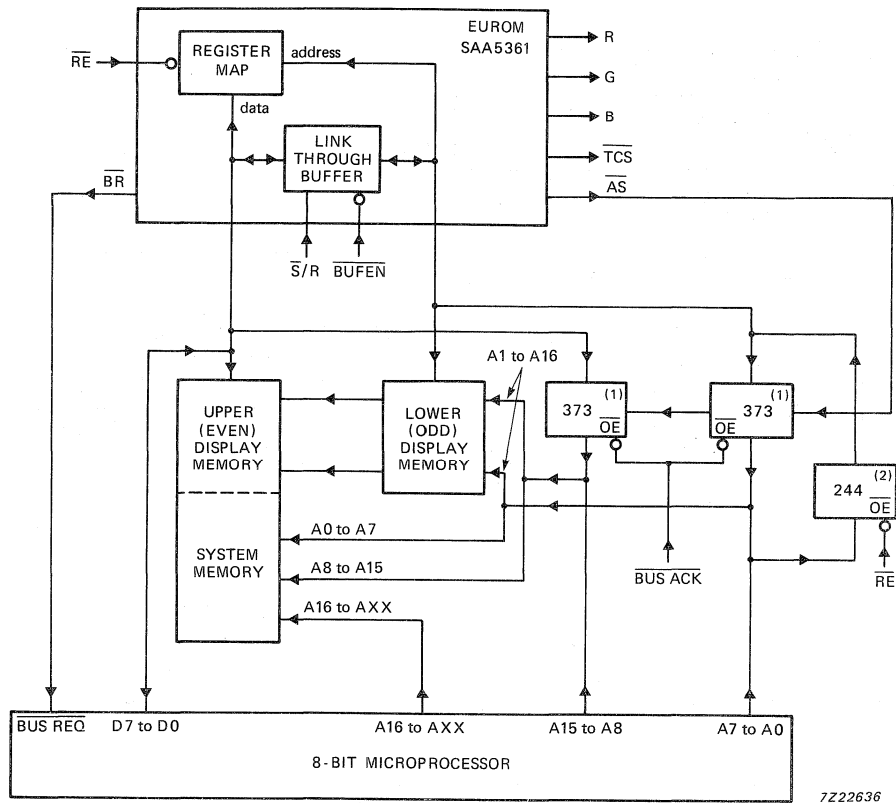 EUROM
SAA5361
RE
REGISTER
MAP
address
data
LINK
THROUGH
BUFFER
R
G
B
TCS
AS
BR
S/R
BUFEN
A1 to A16
UPPER
(EVEN)
DISPLAY
MEMORY
LOWER
(ODD)
DISPLAY
MEMORY
(1)
373
OE
(1)
373
OE
(2)
244
OE
SYSTEM
MEMORY
A0 to A7
A8 to A15
A16 to AXX
BUS ACK
RE
BUS REQ
D7 to D0
A16 to AXX
A15 to A8
A7 to A0
8-BIT MICROPROCESSOR
7Z22636